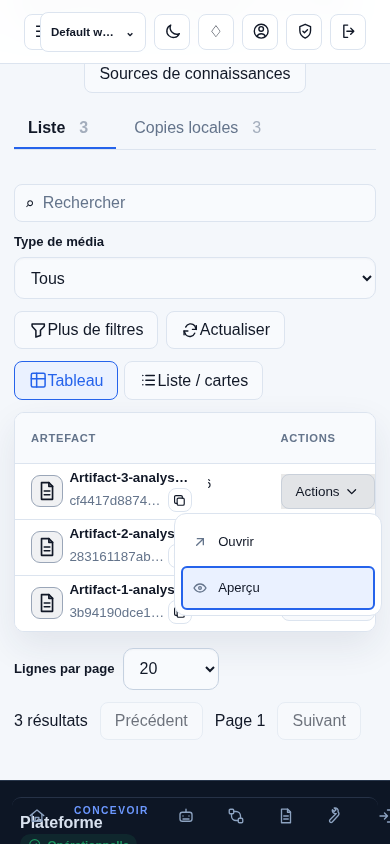 Default w... ⌄
Sources de connaissances
Liste 3 Copies locales 3
Rechercher
Type de média
Tous
Plus de filtres Actualiser
Tableau Liste / cartes
ARTEFACT ACTIONS
Artifact-3-analys... Actions
cf4417d8874...
Artifact-2-analys
283161187ab...
Ouvrir
Aperçu
Artifact-1-analys
3b94190dce1...
Lignes par page 20
3 résultats Précédent Page 1 Suivant
CONCEVOIR
Plateforme
Opérationnelle